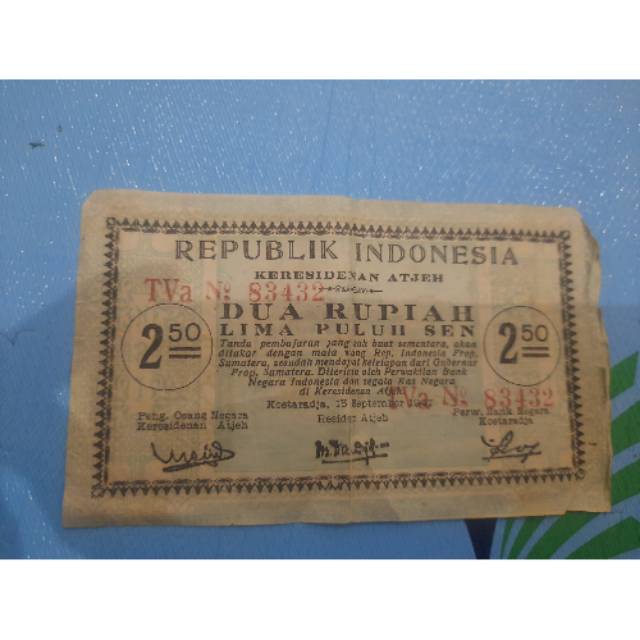 REPUBLIK INDONESIA
KERESIDENAN ATJEH
TVa № 83432
DUA RUPIAH
LIMA PULUH SEN
2 50
2 50
Tanda pembajaran yang sah buat sementara, akan
ditukar dengan mata uang Rep. Indonesia Prop.
Sumatera, sesudah mendapat ketetapan dari Gubernur
Prop. Sumatera. Diterima oleh Perwakilan Bank
Negara Indonesia dan segala Kas Negara
di Keresidenan Atjeh
TVa № 83432
Koetaradja, 15 September
Peng. Oeang Negara
Keresidenan Atjeh
Residen Atjeh
Perw. Bank Negara
Koetaradja